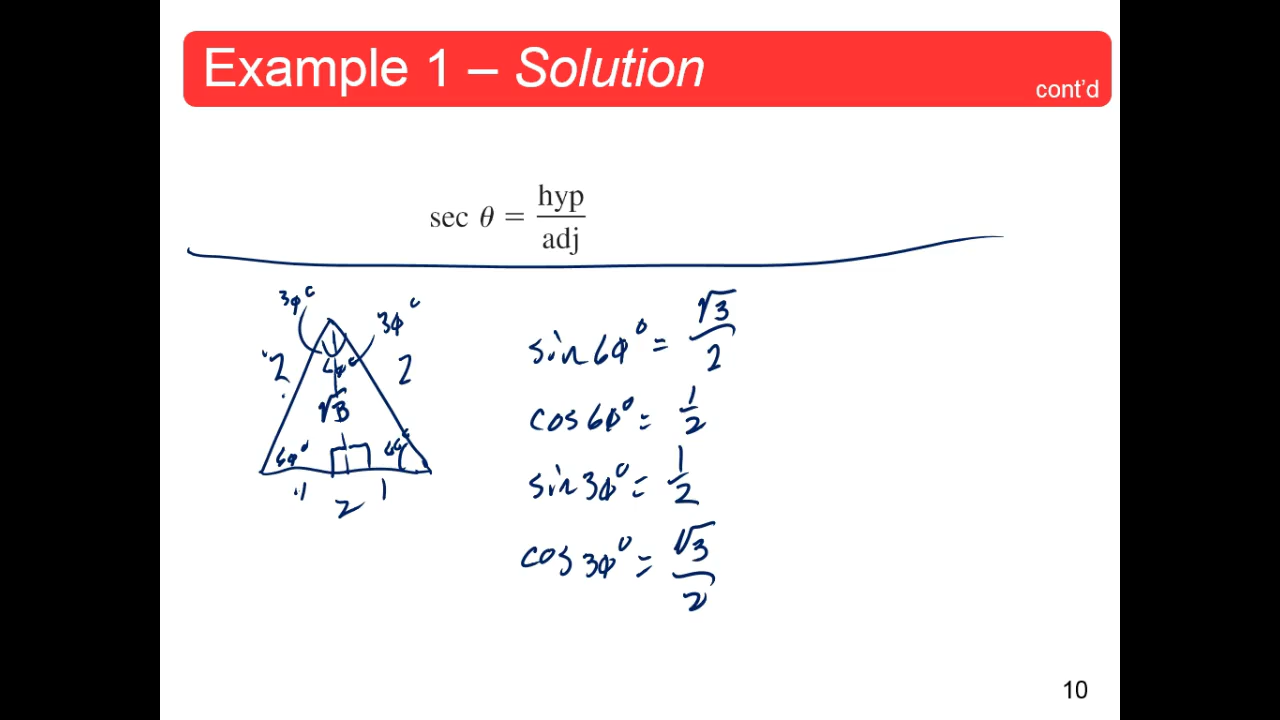 Example 1 – Solution
cont'd
sec θ = hyp/adj
30° 30°
2 2
60°
√3
60° 60°
1 1
2
sin 60° = √3/2
cos 60° = 1/2
sin 30° = 1/2
cos 30° = √3/2
10